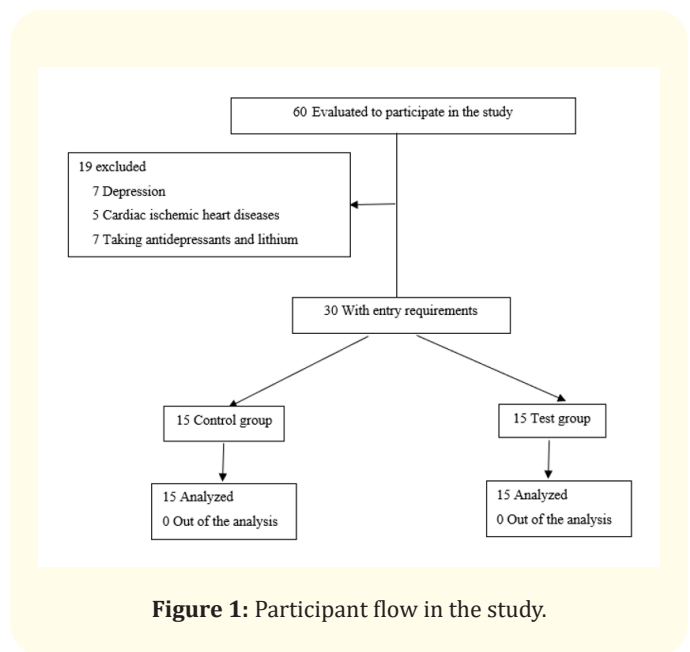 60 Evaluated to participate in the study
19 excluded
7 Depression
5 Cardiac ischemic heart diseases
7 Taking antidepressants and lithium
30 With entry requirements
15 Control group
15 Test group
15 Analyzed
0 Out of the analysis
15 Analyzed
0 Out of the analysis
Figure 1: Participant flow in the study.